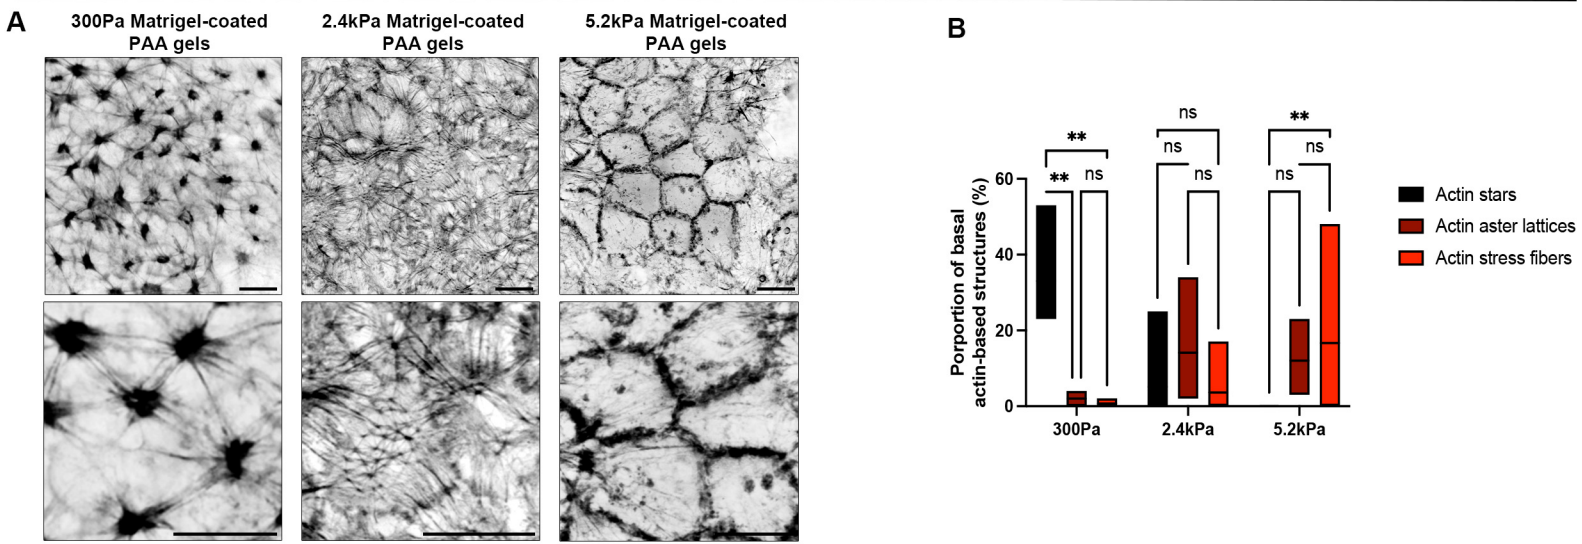 A
300Pa Matrigel-coated
PAA gels
2.4kPa Matrigel-coated
PAA gels
5.2kPa Matrigel-coated
PAA gels
B
Porportion of basal
actin-based structures (%)
60
40
20
0
**
**
ns
ns
ns
ns
**
ns
ns
300Pa
2.4kPa
5.2kPa
Actin stars
Actin aster lattices
Actin stress fibers